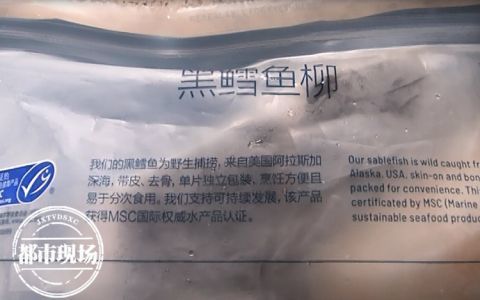 黑鳕鱼柳
我们的黑鳕鱼为野生捕捞，来自美国阿拉斯加
深海，带皮、去骨，单片独立包装，烹饪方便且
易于分次食用。我们支持可持续发展，该产品
获得MSC国际权威水产品认证。
Our sablefish is wild caught fr
Alaska, USA, skin-on and bon
packed for convenience. This
certificated by MSC (Marine
sustainable seafood produc
JXTVDSXC
都市现场